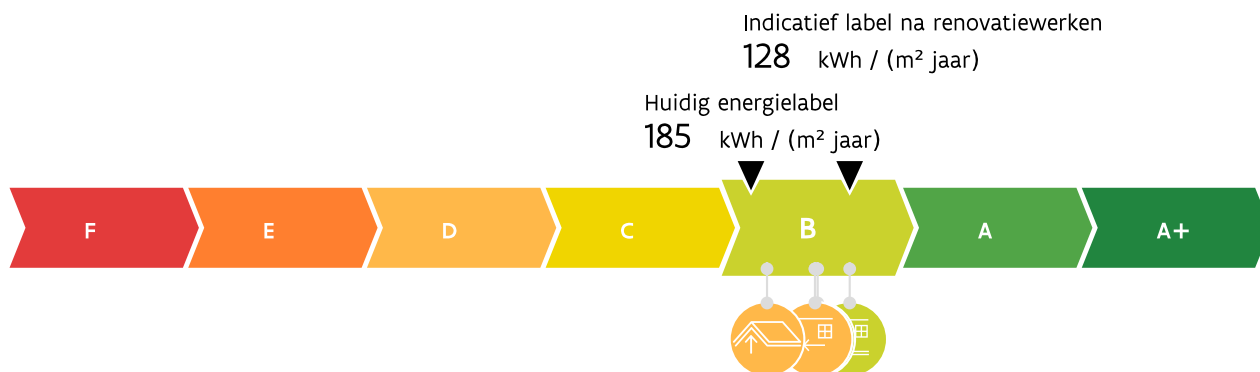 Indicatief label na renovatiewerken
128 kWh / (m² jaar)
Huidig energielabel
185 kWh / (m² jaar)
F E D C B A A+